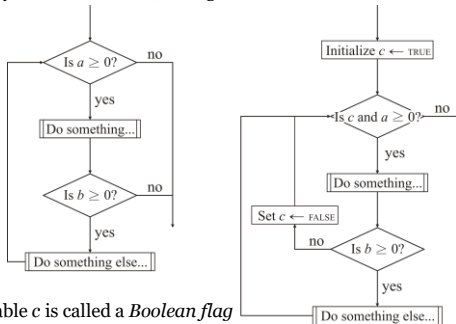 Is a ≥ 0?
no
yes
Do something...
Is b ≥ 0?
no
yes
Do something else...
Initialize c ← TRUE
Is c and a ≥ 0?
no
yes
Do something...
Set c ← FALSE
no
Is b ≥ 0?
yes
Do something else...
able c is called a Boolean flag